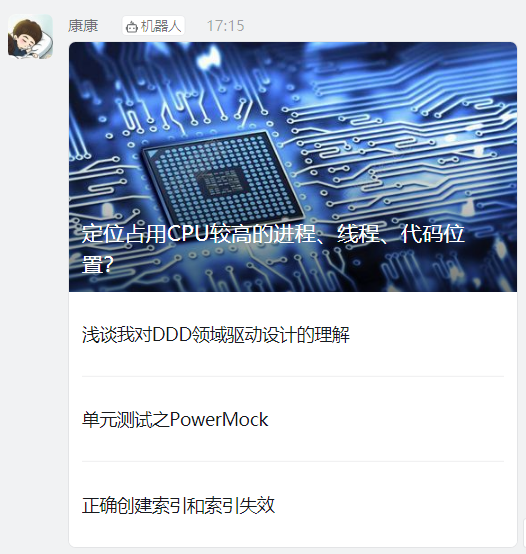 康康 机器人 17:15
定位占用CPU较高的进程、线程、代码位
置？
浅谈我对DDD领域驱动设计的理解
单元测试之PowerMock
正确创建索引和索引失效